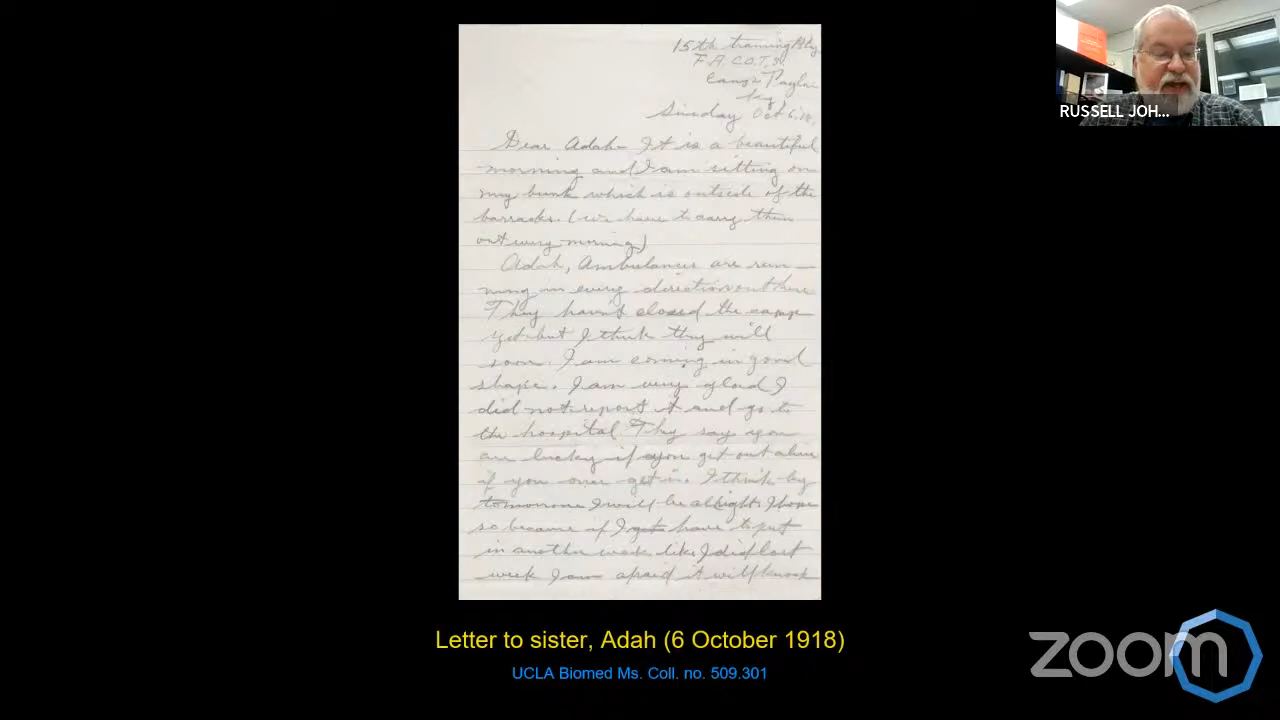 15th training Bty
F. A. C. O. T. S.
Camp Taylor
Ky.
Sunday Oct 6, 18.
Dear Adah- It is a beautiful
morning and I am sitting on
my bunk which is outside of the
barracks. (We have to carry them
out every morning)
Adah, Ambulances are run-
ning in every direction out here
They havn't closed the camp
yet but I think they will
soon. I am coming in good
shape. I am very glad I
did not report it and go to
the hospital. They say you
are lucky if you get out alive
if you ever get in. I think by
tomorrow I will be allright. I hope
so because if I get have to put
in another week like I did last
week I am afraid it will knock
Letter to sister, Adah (6 October 1918)
UCLA Biomed Ms. Coll. no. 509.301
RUSSELL JOH...
zoom